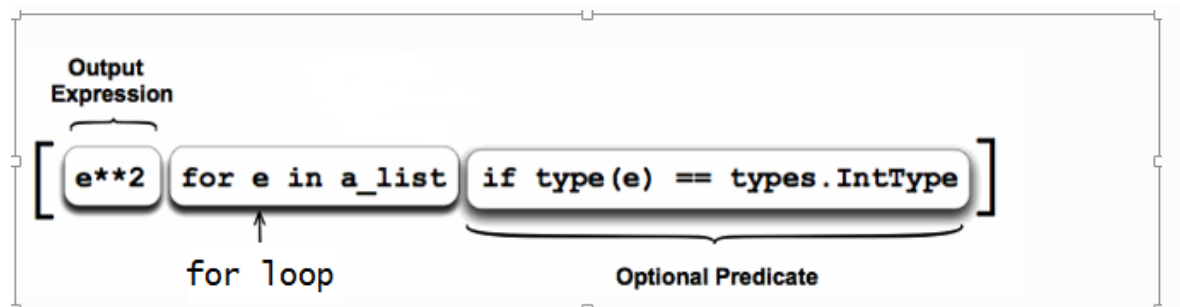 Output
Expression
[ e**2 for e in a_list if type(e) == types.IntType ]
for loop
Optional Predicate